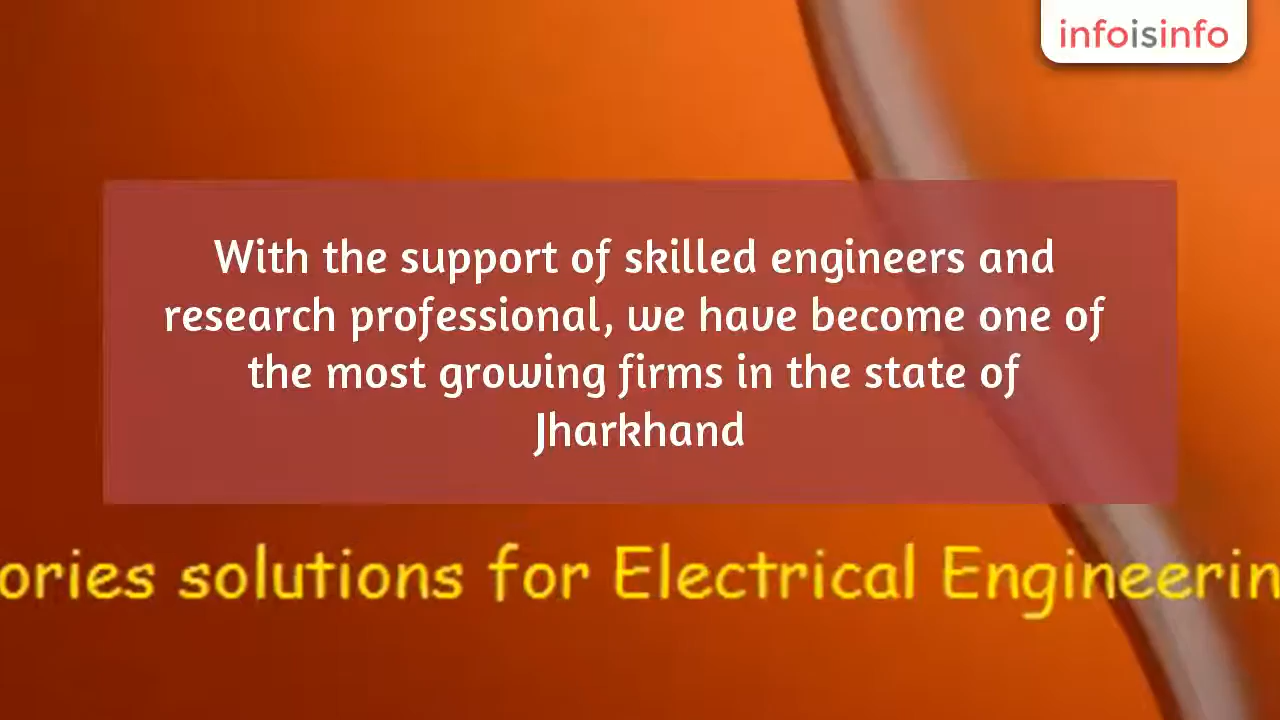 infoisinfo
With the support of skilled engineers and
research professional, we have become one of
the most growing firms in the state of
Jharkhand
ories solutions for Electrical Engineerin